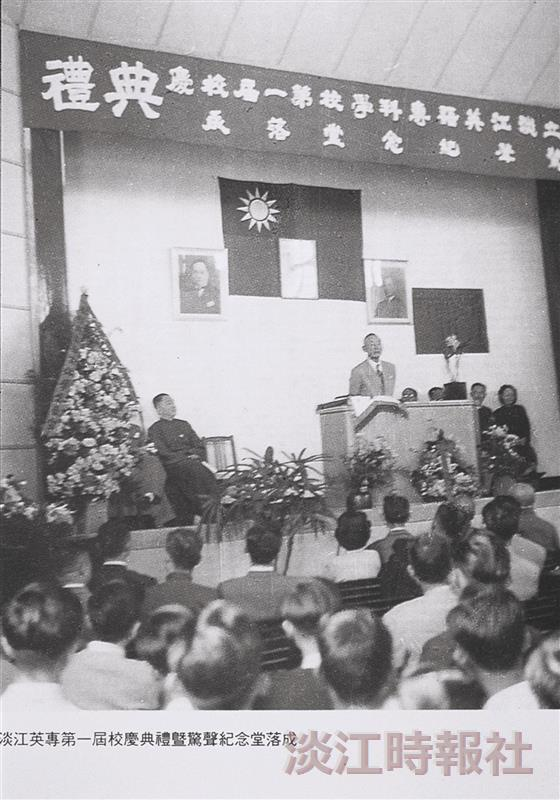 淡江英語專科學校第一屆校慶
聲紀念堂落成
典禮
淡江英專第一屆校慶典禮暨驚聲紀念堂落成
淡江時報社